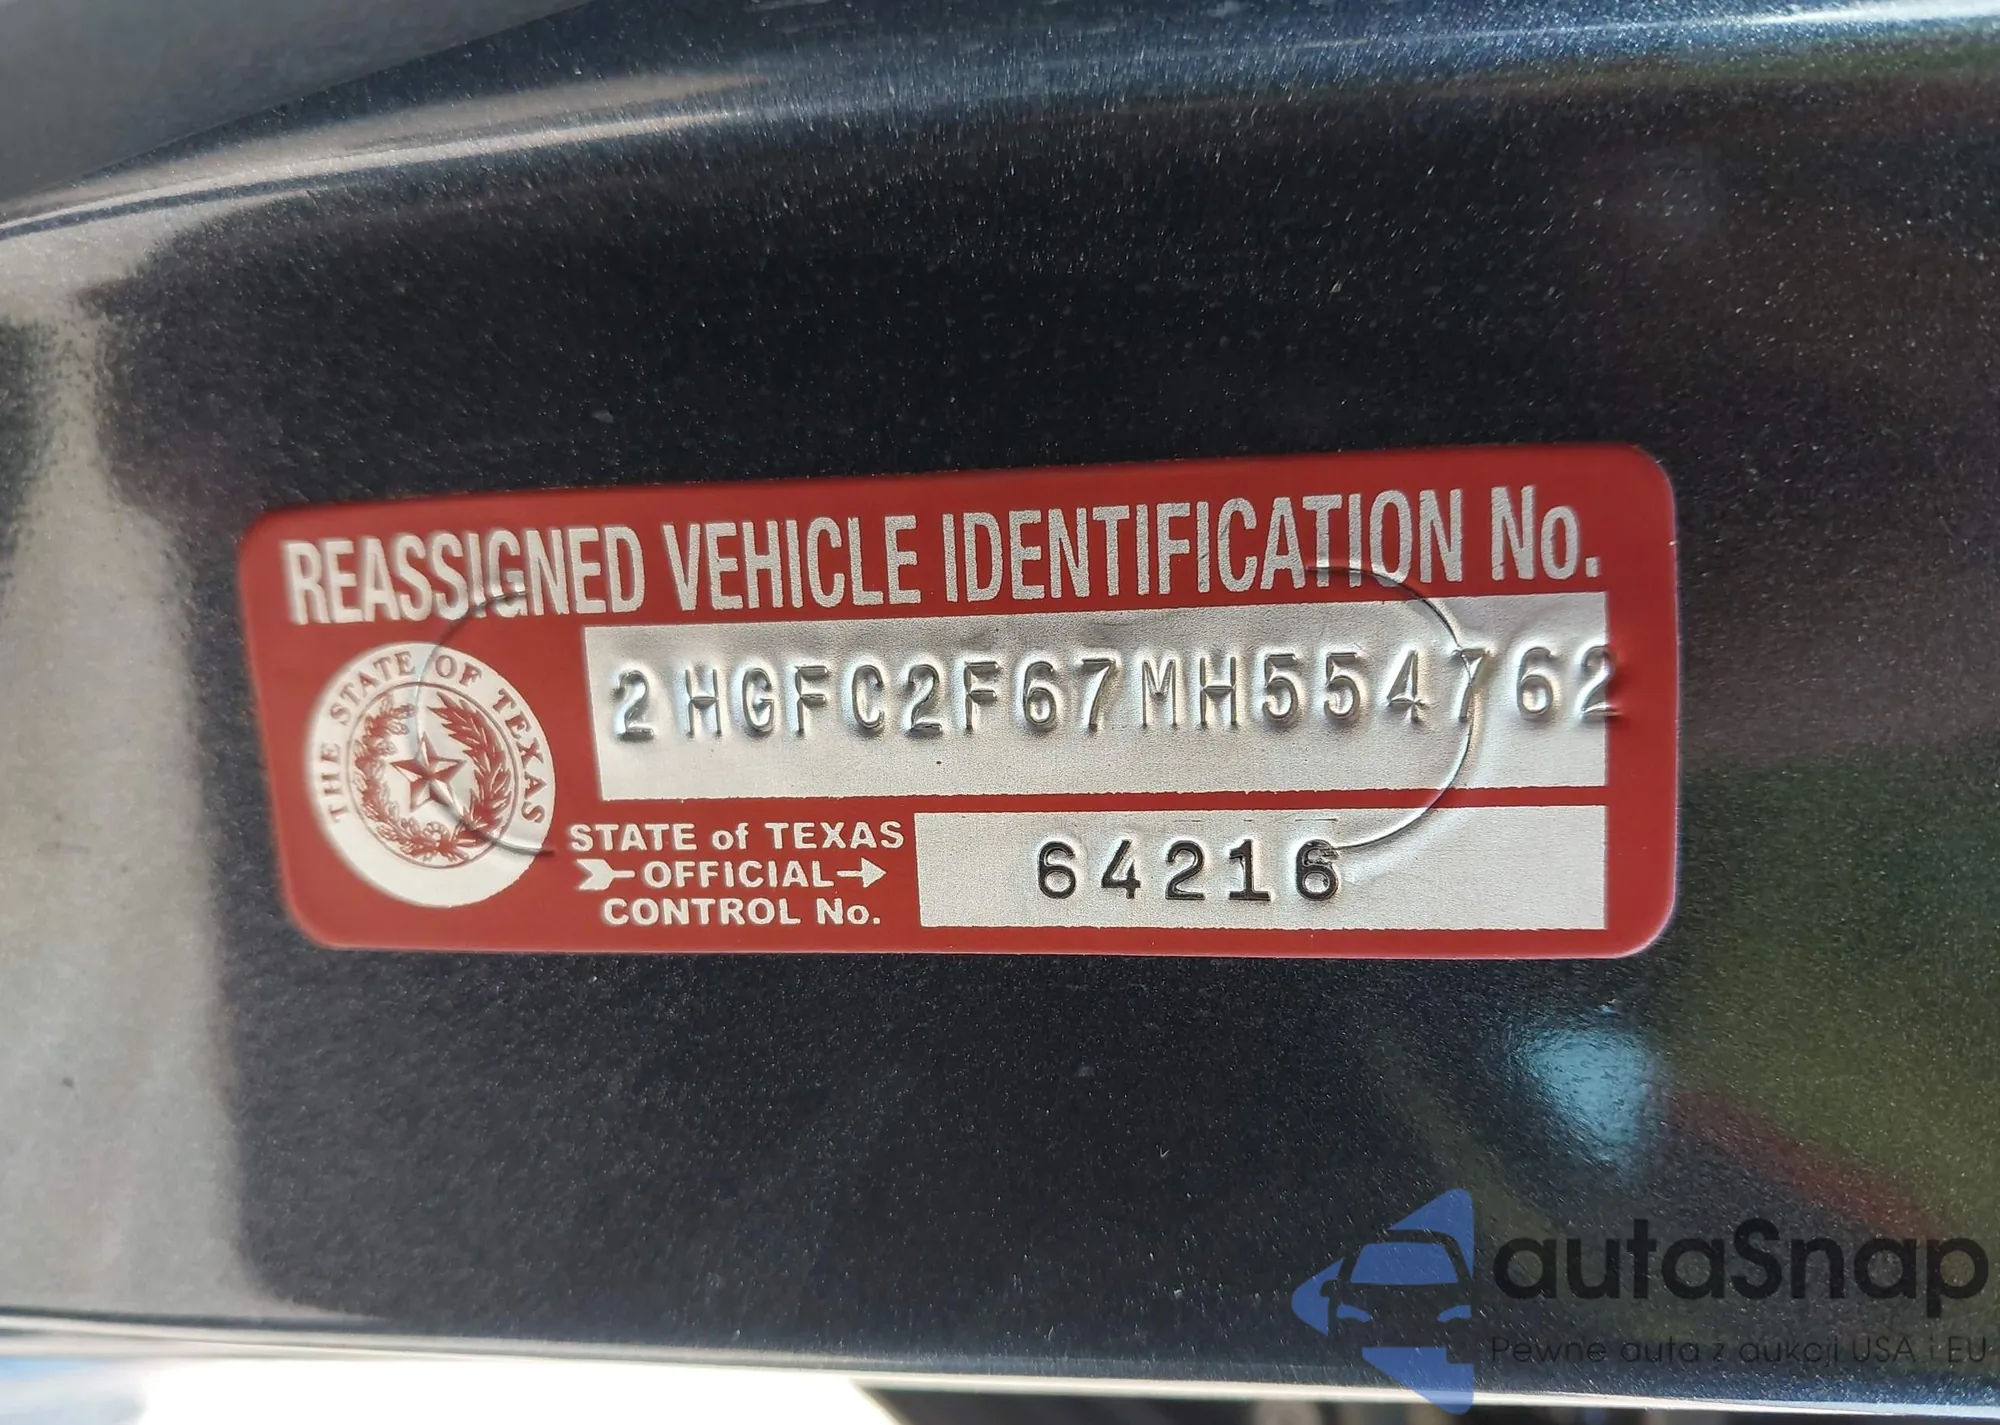 REASSIGNED VEHICLE IDENTIFICATION No.
THE STATE OF TEXAS
2HGFC2F67MH554762
STATE of TEXAS
OFFICIAL
CONTROL No.
64216
autaSnap
Pewne auta z aukcji USA i EU